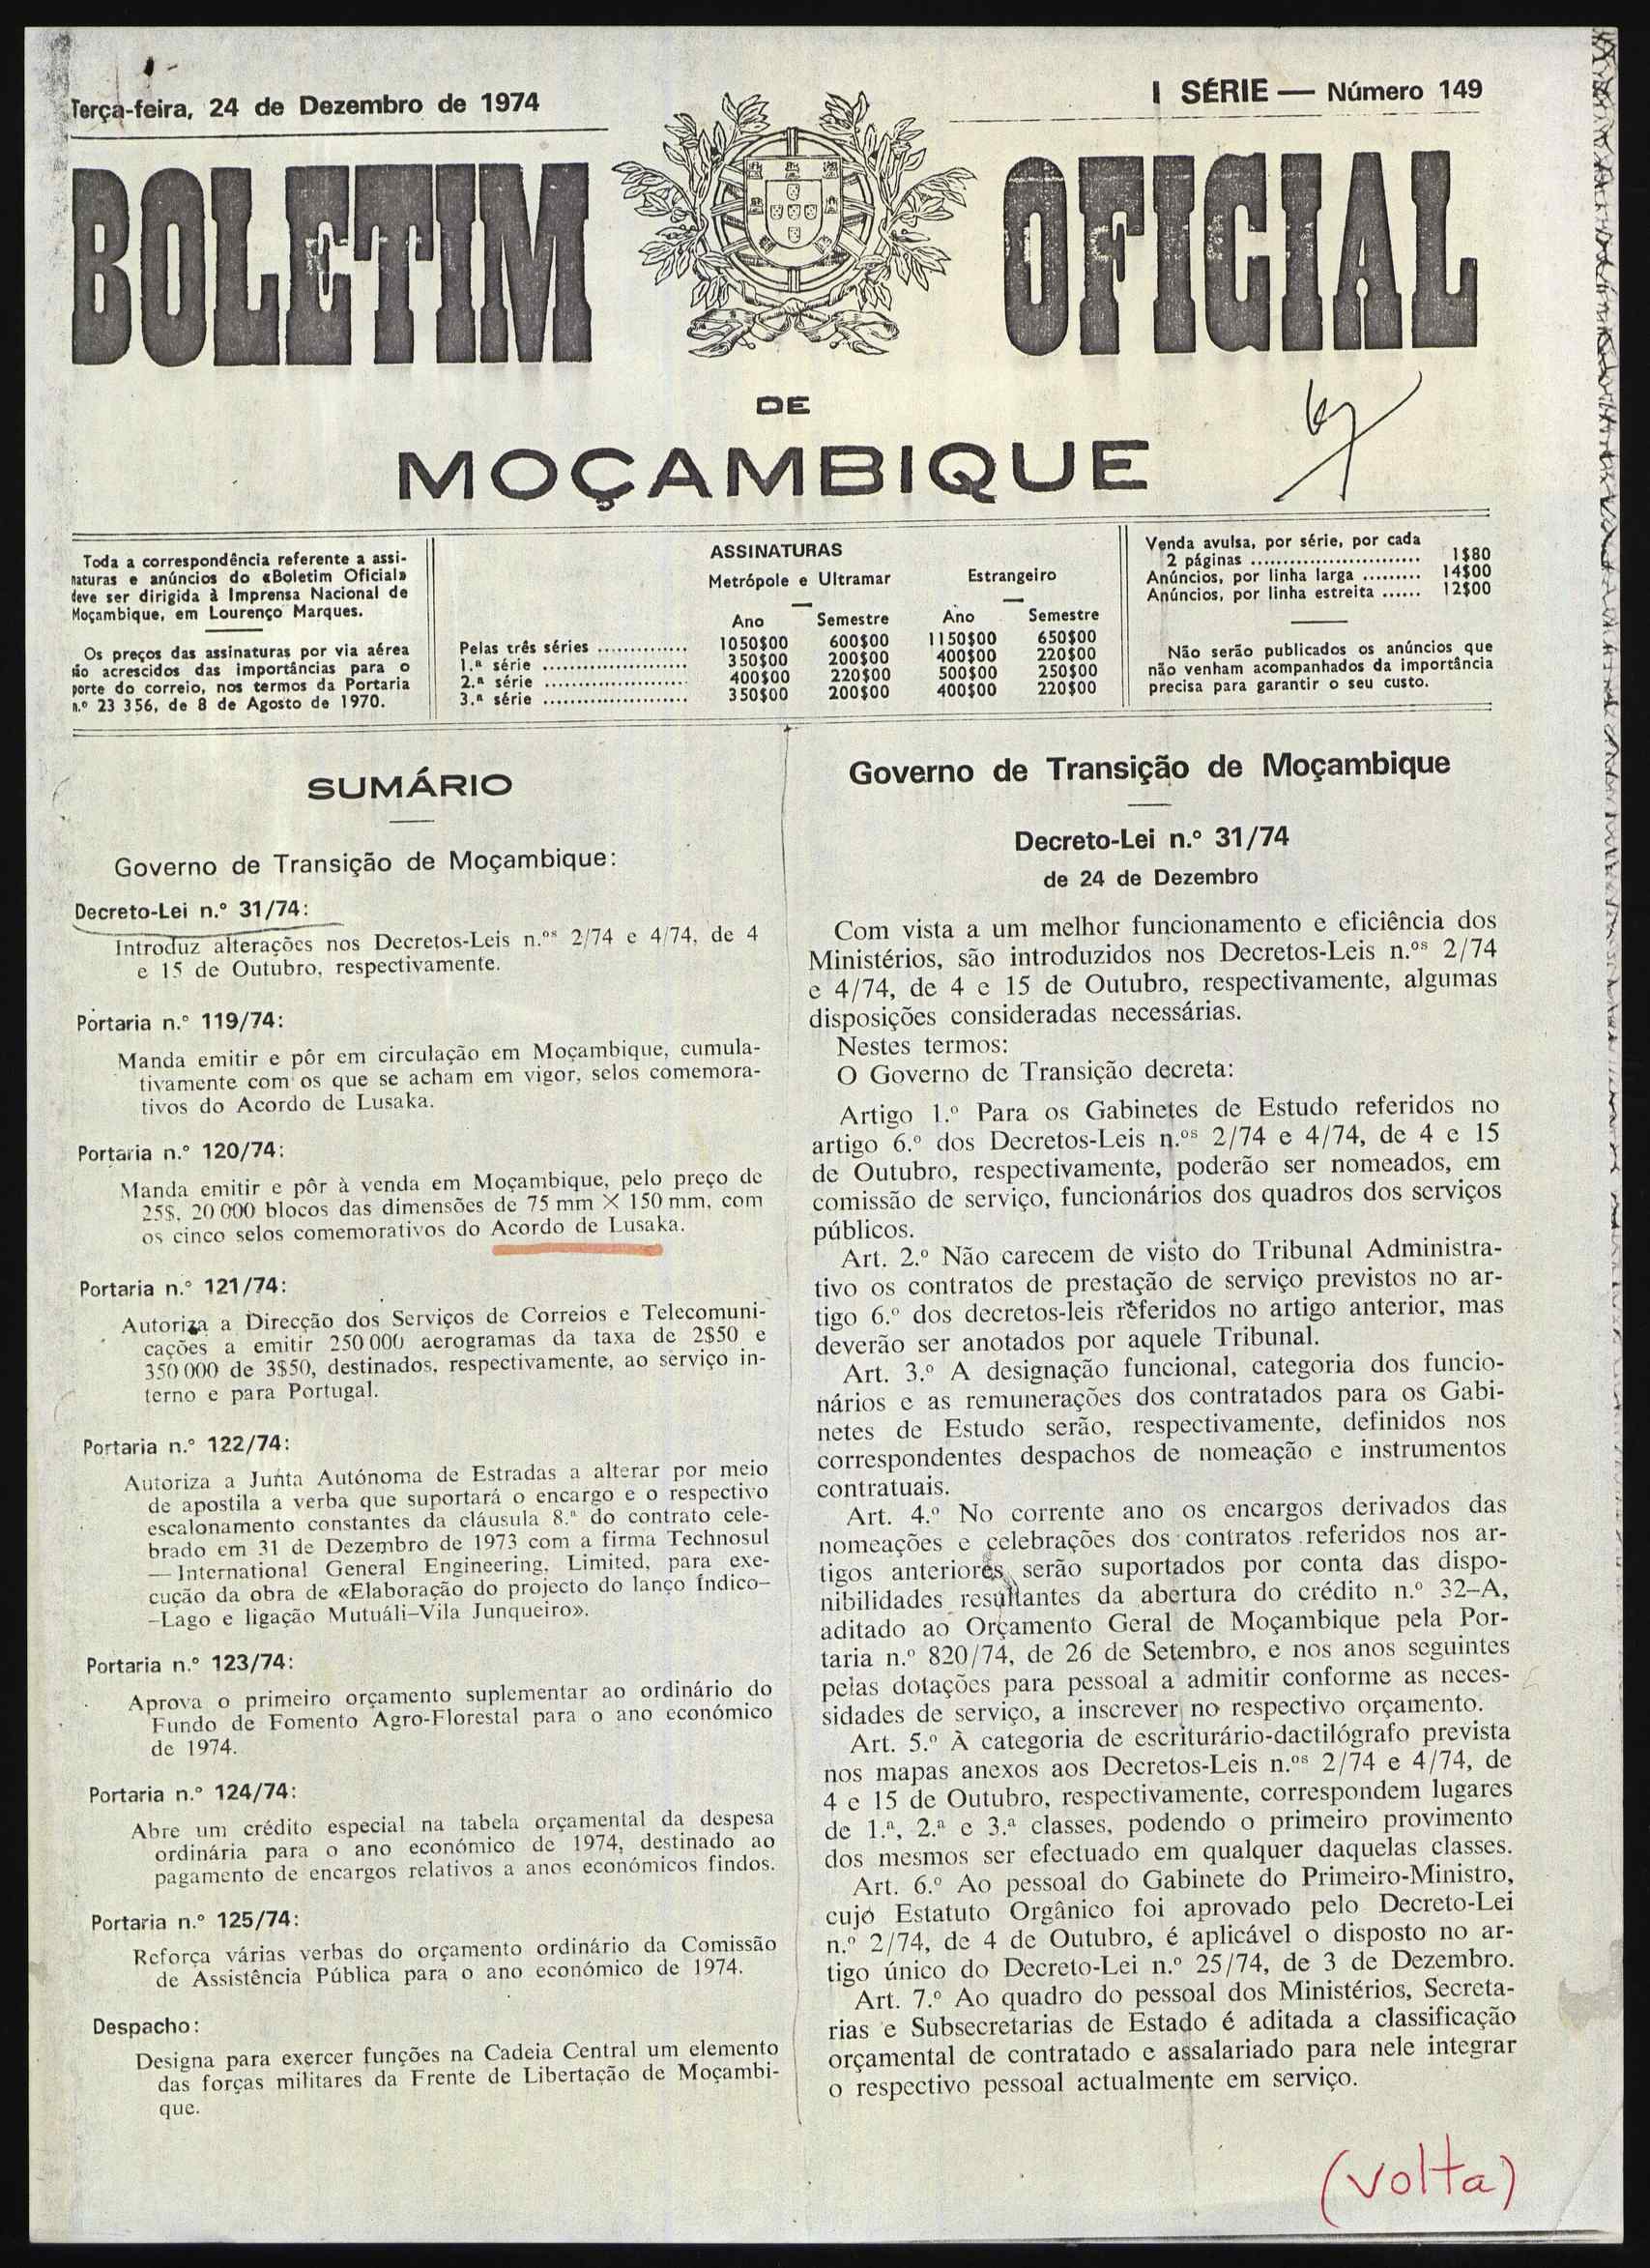 Terça-feira, 24 de Dezembro de 1974
I SÉRIE — Número 149
BOLETIM OFICIAL
DE
MOÇAMBIQUE
Toda a correspondência referente a assi-
naturas e anúncios do «Boletim Oficial»
deve ser dirigida à Imprensa Nacional de
Moçambique, em Lourenço Marques.
Os preços das assinaturas por via aérea
são acrescidos das importâncias para o
porte do correio, nos termos da Portaria
n.º 23 356, de 8 de Agosto de 1970.
ASSINATURAS
Metrópole e Ultramar Estrangeiro
Ano Semestre Ano Semestre
Pelas três séries ............. 1050$00 600$00 1150$00 650$00
1.ª série ..................... 350$00 200$00 400$00 220$00
2.ª série ..................... 400$00 220$00 500$00 250$00
3.ª série ..................... 350$00 200$00 400$00 220$00
Venda avulsa, por série, por cada
2 páginas ......................... 1$80
Anúncios, por linha larga ......... 14$00
Anúncios, por linha estreita ...... 12$00
Não serão publicados os anúncios que
não venham acompanhados da importância
precisa para garantir o seu custo.
SUMÁRIO
Governo de Transição de Moçambique:
Decreto-Lei n.º 31/74:
Introduz alterações nos Decretos-Leis n.ºs 2/74 e 4/74, de 4
e 15 de Outubro, respectivamente.
Portaria n.º 119/74:
Manda emitir e pôr em circulação em Moçambique, cumula-
tivamente com os que se acham em vigor, selos comemora-
tivos do Acordo de Lusaka.
Portaria n.º 120/74:
Manda emitir e pôr à venda em Moçambique, pelo preço de
25$, 20 000 blocos das dimensões de 75 mm × 150 mm, com
os cinco selos comemorativos do Acordo de Lusaka.
Portaria n.º 121/74:
Autoriza a Direcção dos Serviços de Correios e Telecomuni-
cações a emitir 250 000 aerogramas da taxa de 2$50 e
350 000 de 3$50, destinados, respectivamente, ao serviço in-
terno e para Portugal.
Portaria n.º 122/74:
Autoriza a Junta Autónoma de Estradas a alterar por meio
de apostila a verba que suportará o encargo e o respectivo
escalonamento constantes da cláusula 8.ª do contrato cele-
brado em 31 de Dezembro de 1973 com a firma Technosul
— International General Engineering, Limited, para exe-
cução da obra de «Elaboração do projecto do lanço Índico–
–Lago e ligação Mutuáli–Vila Junqueiro».
Portaria n.º 123/74:
Aprova o primeiro orçamento suplementar ao ordinário do
Fundo de Fomento Agro-Florestal para o ano económico
de 1974.
Portaria n.º 124/74:
Abre um crédito especial na tabela orçamental da despesa
ordinária para o ano económico de 1974, destinado ao
pagamento de encargos relativos a anos económicos findos.
Portaria n.º 125/74:
Reforça várias verbas do orçamento ordinário da Comissão
de Assistência Pública para o ano económico de 1974.
Despacho:
Designa para exercer funções na Cadeia Central um elemento
das forças militares da Frente de Libertação de Moçambi-
que.
Governo de Transição de Moçambique
Decreto-Lei n.º 31/74
de 24 de Dezembro
Com vista a um melhor funcionamento e eficiência dos
Ministérios, são introduzidos nos Decretos-Leis n.ºs 2/74
e 4/74, de 4 e 15 de Outubro, respectivamente, algumas
disposições consideradas necessárias.
Nestes termos:
O Governo de Transição decreta:
Artigo 1.º Para os Gabinetes de Estudo referidos no
artigo 6.º dos Decretos-Leis n.ºs 2/74 e 4/74, de 4 e 15
de Outubro, respectivamente, poderão ser nomeados, em
comissão de serviço, funcionários dos quadros dos serviços
públicos.
Art. 2.º Não carecem de visto do Tribunal Administra-
tivo os contratos de prestação de serviço previstos no ar-
tigo 6.º dos decretos-leis referidos no artigo anterior, mas
deverão ser anotados por aquele Tribunal.
Art. 3.º A designação funcional, categoria dos funcio-
nários e as remunerações dos contratados para os Gabi-
netes de Estudo serão, respectivamente, definidos nos
correspondentes despachos de nomeação e instrumentos
contratuais.
Art. 4.º No corrente ano os encargos derivados das
nomeações e celebrações dos contratos referidos nos ar-
tigos anteriores serão suportados por conta das dispo-
nibilidades resultantes da abertura do crédito n.º 32–A,
aditado ao Orçamento Geral de Moçambique pela Por-
taria n.º 820/74, de 26 de Setembro, e nos anos seguintes
pelas dotações para pessoal a admitir conforme as neces-
sidades de serviço, a inscrever no respectivo orçamento.
Art. 5.º À categoria de escriturário-dactilógrafo prevista
nos mapas anexos aos Decretos-Leis n.ºs 2/74 e 4/74, de
4 e 15 de Outubro, respectivamente, correspondem lugares
de 1.ª, 2.ª e 3.ª classes, podendo o primeiro provimento
dos mesmos ser efectuado em qualquer daquelas classes.
Art. 6.º Ao pessoal do Gabinete do Primeiro-Ministro,
cujo Estatuto Orgânico foi aprovado pelo Decreto-Lei
n.º 2/74, de 4 de Outubro, é aplicável o disposto no ar-
tigo único do Decreto-Lei n.º 25/74, de 3 de Dezembro.
Art. 7.º Ao quadro do pessoal dos Ministérios, Secreta-
rias e Subsecretarias de Estado é aditada a classificação
orçamental de contratado e assalariado para nele integrar
o respectivo pessoal actualmente em serviço.
(volta)